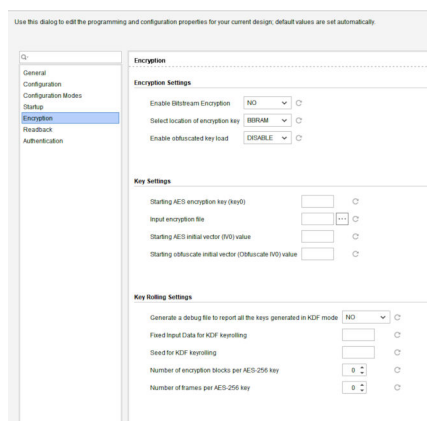 Use this dialog to edit the programming and configuration properties for your current design; default values are set automatically.
General
Configuration
Configuration Modes
Startup
Encryption
Readback
Authentication
Encryption
Encryption Settings
Enable Bitstream Encryption NO
Select location of encryption key BBRAM
Enable obfuscated key load DISABLE
Key Settings
Starting AES encryption key (key0)
Input encryption file ...
Starting AES initial vector (IV0) value
Starting obfuscate initial vector (Obfuscate IV0) value
Key Rolling Settings
Generate a debug file to report all the keys generated in KDF mode NO
Fixed Input Data for KDF keyrolling
Seed for KDF keyrolling
Number of encryption blocks per AES-256 key 0
Number of frames per AES-256 key 0